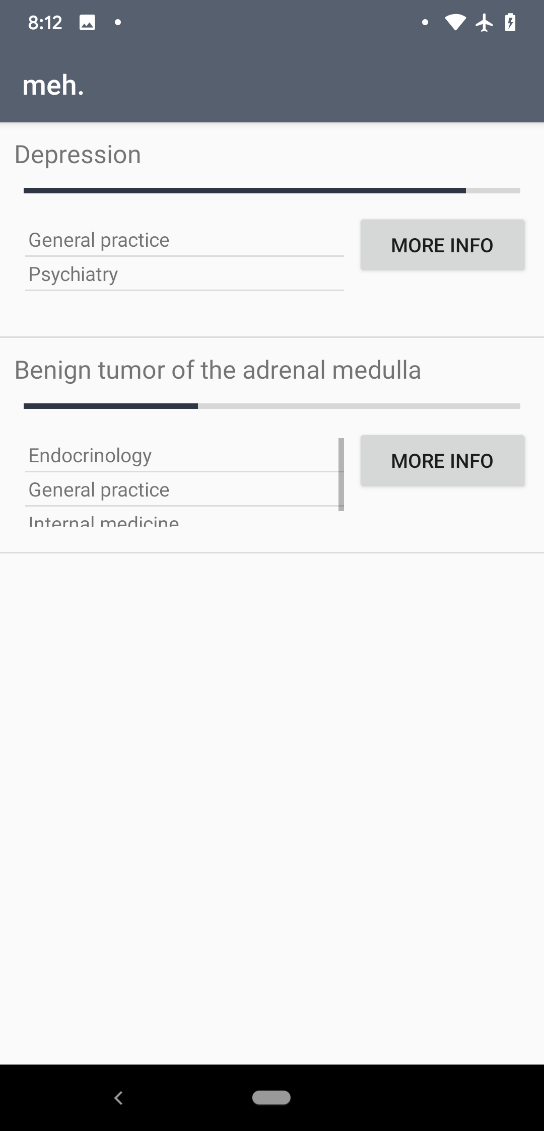 8:12
meh.
Depression
General practice
MORE INFO
Psychiatry
Benign tumor of the adrenal medulla
Endocrinology
MORE INFO
General practice
Internal medicine